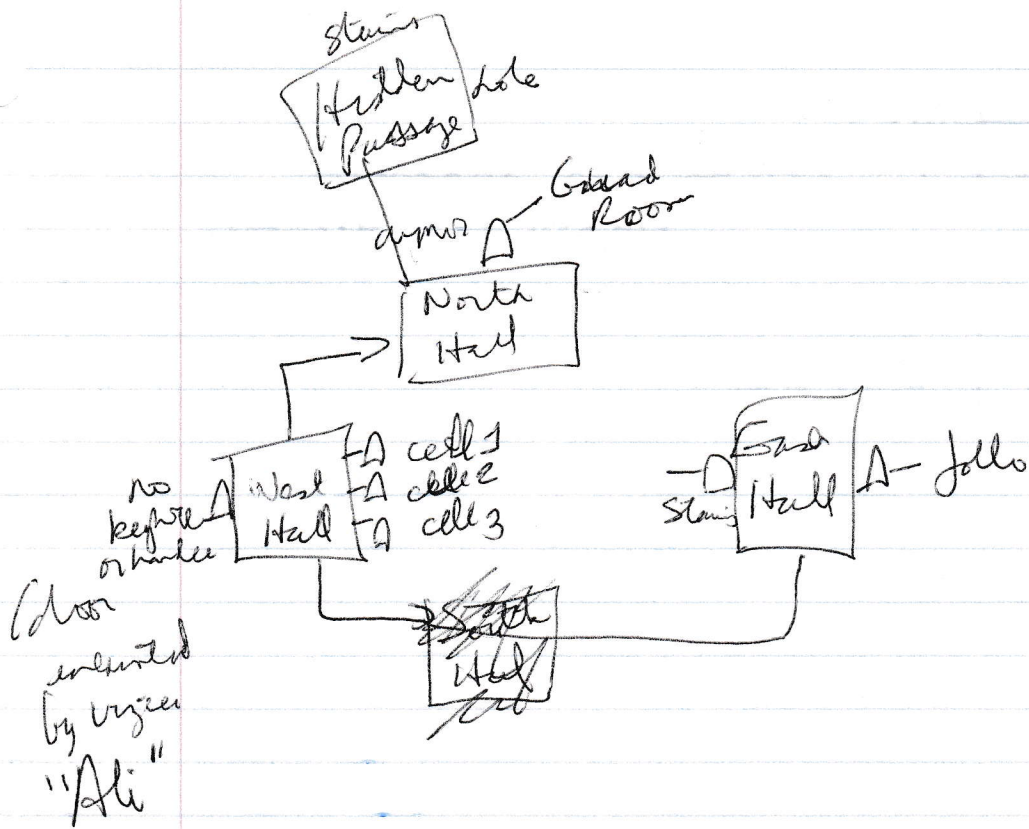 Stairs
Hidden
Passage
hole
Guard
Room
North
Hall
cell 1
cell 2
cell 3
No
keyhole
or handle
West
Hall
East
Hall
Stairs
South
Hall
(door
by vizier
"Ali"